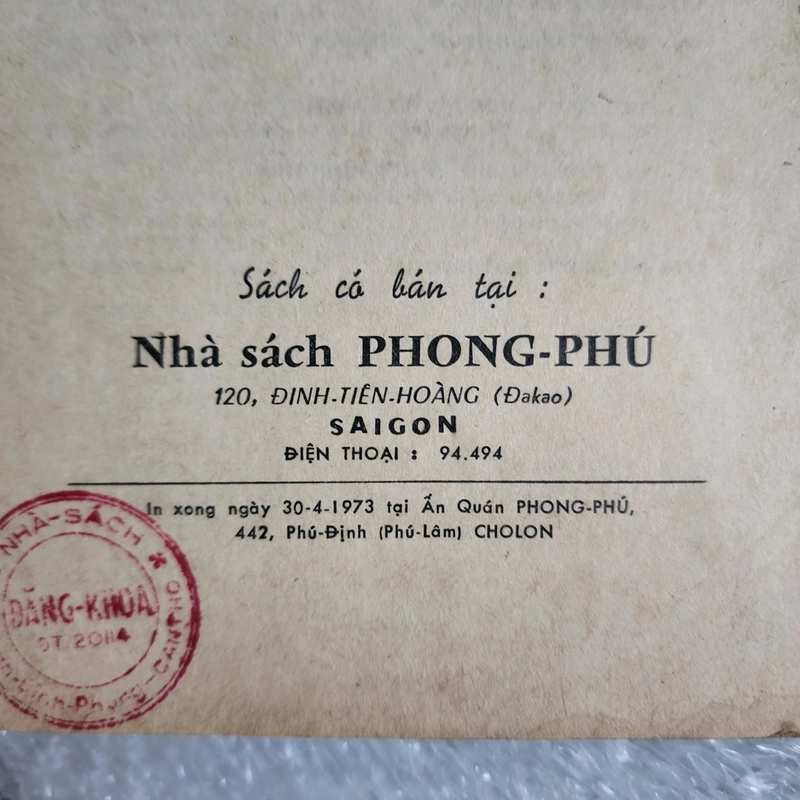 Sách có bán tại :
Nhà sách PHONG-PHÚ
120, ĐINH-TIÊN-HOÀNG (Đakao)
SAIGON
ĐIỆN THOẠI : 94.494
In xong ngày 30-4-1973 tại Ấn Quán PHONG-PHÚ,
442, Phú-Định (Phú-Lâm) CHOLON
NHÀ-SÁCH
ĐĂNG-KHOA
ĐT. 20114